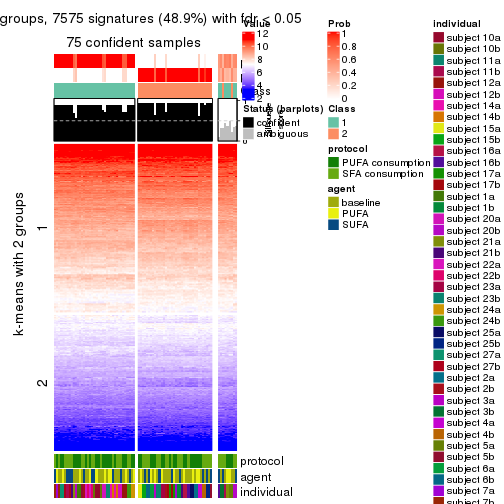 groups, 7575 signatures (48.9%) with fdr < 0.05
75 confident samples
k-means with 2 groups
1
2
protocol
agent
individual
Value
12
10
8
6
4
2
Status (barplots)
confident
ambiguous
Prob
1
0.8
0.6
0.4
0.2
0
Class
1
2
protocol
PUFA consumption
SFA consumption
agent
baseline
PUFA
SUFA
individual
subject 10a
subject 10b
subject 11a
subject 11b
subject 12a
subject 12b
subject 14a
subject 14b
subject 15a
subject 15b
subject 16a
subject 16b
subject 17a
subject 17b
subject 1a
subject 1b
subject 20a
subject 20b
subject 21a
subject 21b
subject 22a
subject 22b
subject 23a
subject 23b
subject 24a
subject 24b
subject 25a
subject 25b
subject 27a
subject 27b
subject 2a
subject 2b
subject 3a
subject 3b
subject 4a
subject 4b
subject 5a
subject 5b
subject 6a
subject 6b
subject 7a
subject 7b